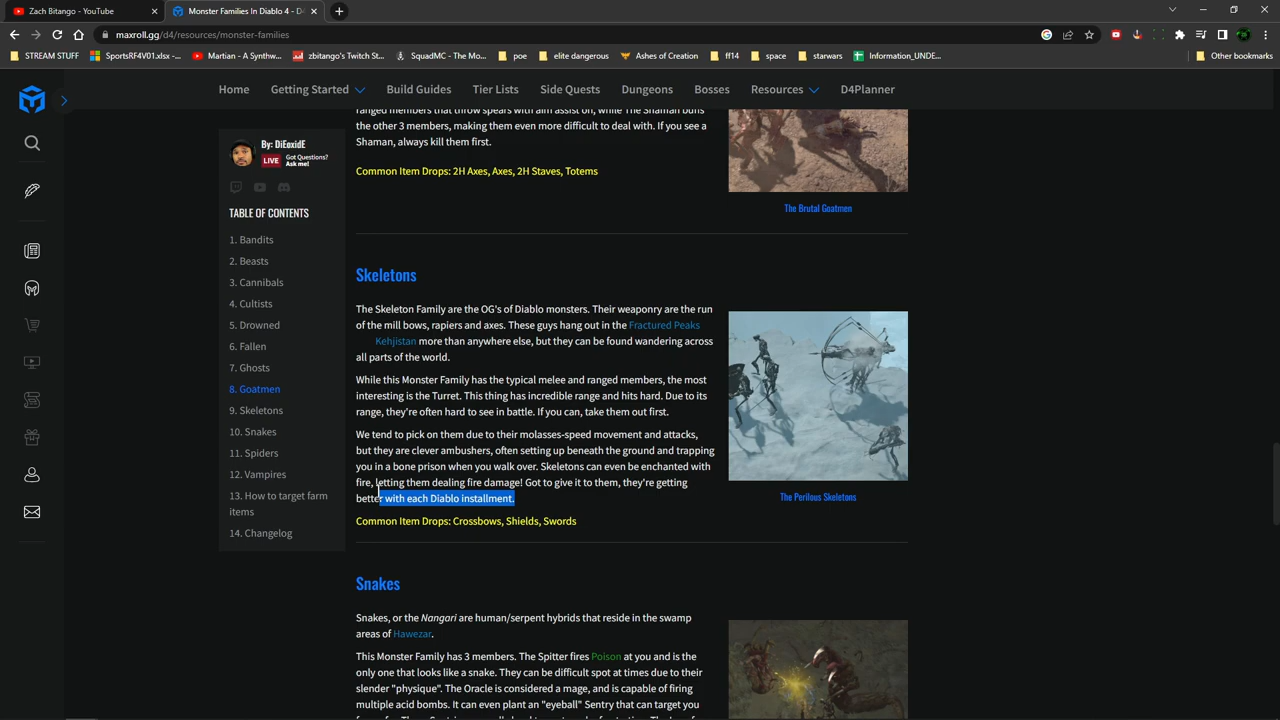 Zach Bitango - YouTube
Monster Families In Diablo 4 - D4
maxroll.gg/d4/resources/monster-families
STREAM STUFF
SportsRF4V01.xlsx -...
Martian - A Synthw...
zbitango's Twitch St...
SquadMC - The Mo...
poe
elite dangerous
Ashes of Creation
ff14
space
starwars
Information_UNDE...
Other bookmarks
Home
Getting Started
Build Guides
Tier Lists
Side Quests
Dungeons
Bosses
Resources
D4Planner
By: DiEoxidE
LIVE
Got Questions?
Ask me!
TABLE OF CONTENTS
1. Bandits
2. Beasts
3. Cannibals
4. Cultists
5. Drowned
6. Fallen
7. Ghosts
8. Goatmen
9. Skeletons
10. Snakes
11. Spiders
12. Vampires
13. How to target farm
items
14. Changelog
ranged members that throw spears with aim assist on, while The Shaman buffs
the other 3 members, making them even more difficult to deal with. If you see a
Shaman, always kill them first.
Common Item Drops: 2H Axes, Axes, 2H Staves, Totems
The Brutal Goatmen
Skeletons
The Skeleton Family are the OG's of Diablo monsters. Their weaponry are the run
of the mill bows, rapiers and axes. These guys hang out in the Fractured Peaks
Kehjistan more than anywhere else, but they can be found wandering across
all parts of the world.
While this Monster Family has the typical melee and ranged members, the most
interesting is the Turret. This thing has incredible range and hits hard. Due to its
range, they're often hard to see in battle. If you can, take them out first.
We tend to pick on them due to their molasses-speed movement and attacks,
but they are clever ambushers, often setting up beneath the ground and trapping
you in a bone prison when you walk over. Skeletons can even be enchanted with
fire, letting them dealing fire damage! Got to give it to them, they're getting
better with each Diablo installment.
Common Item Drops: Crossbows, Shields, Swords
The Perilous Skeletons
Snakes
Snakes, or the Nangari are human/serpent hybrids that reside in the swamp
areas of Hawezar.
This Monster Family has 3 members. The Spitter fires Poison at you and is the
only one that looks like a snake. They can be difficult spot at times due to their
slender "physique". The Oracle is considered a mage, and is capable of firing
multiple acid bombs. It can even plant an "eyeball" Sentry that can target you